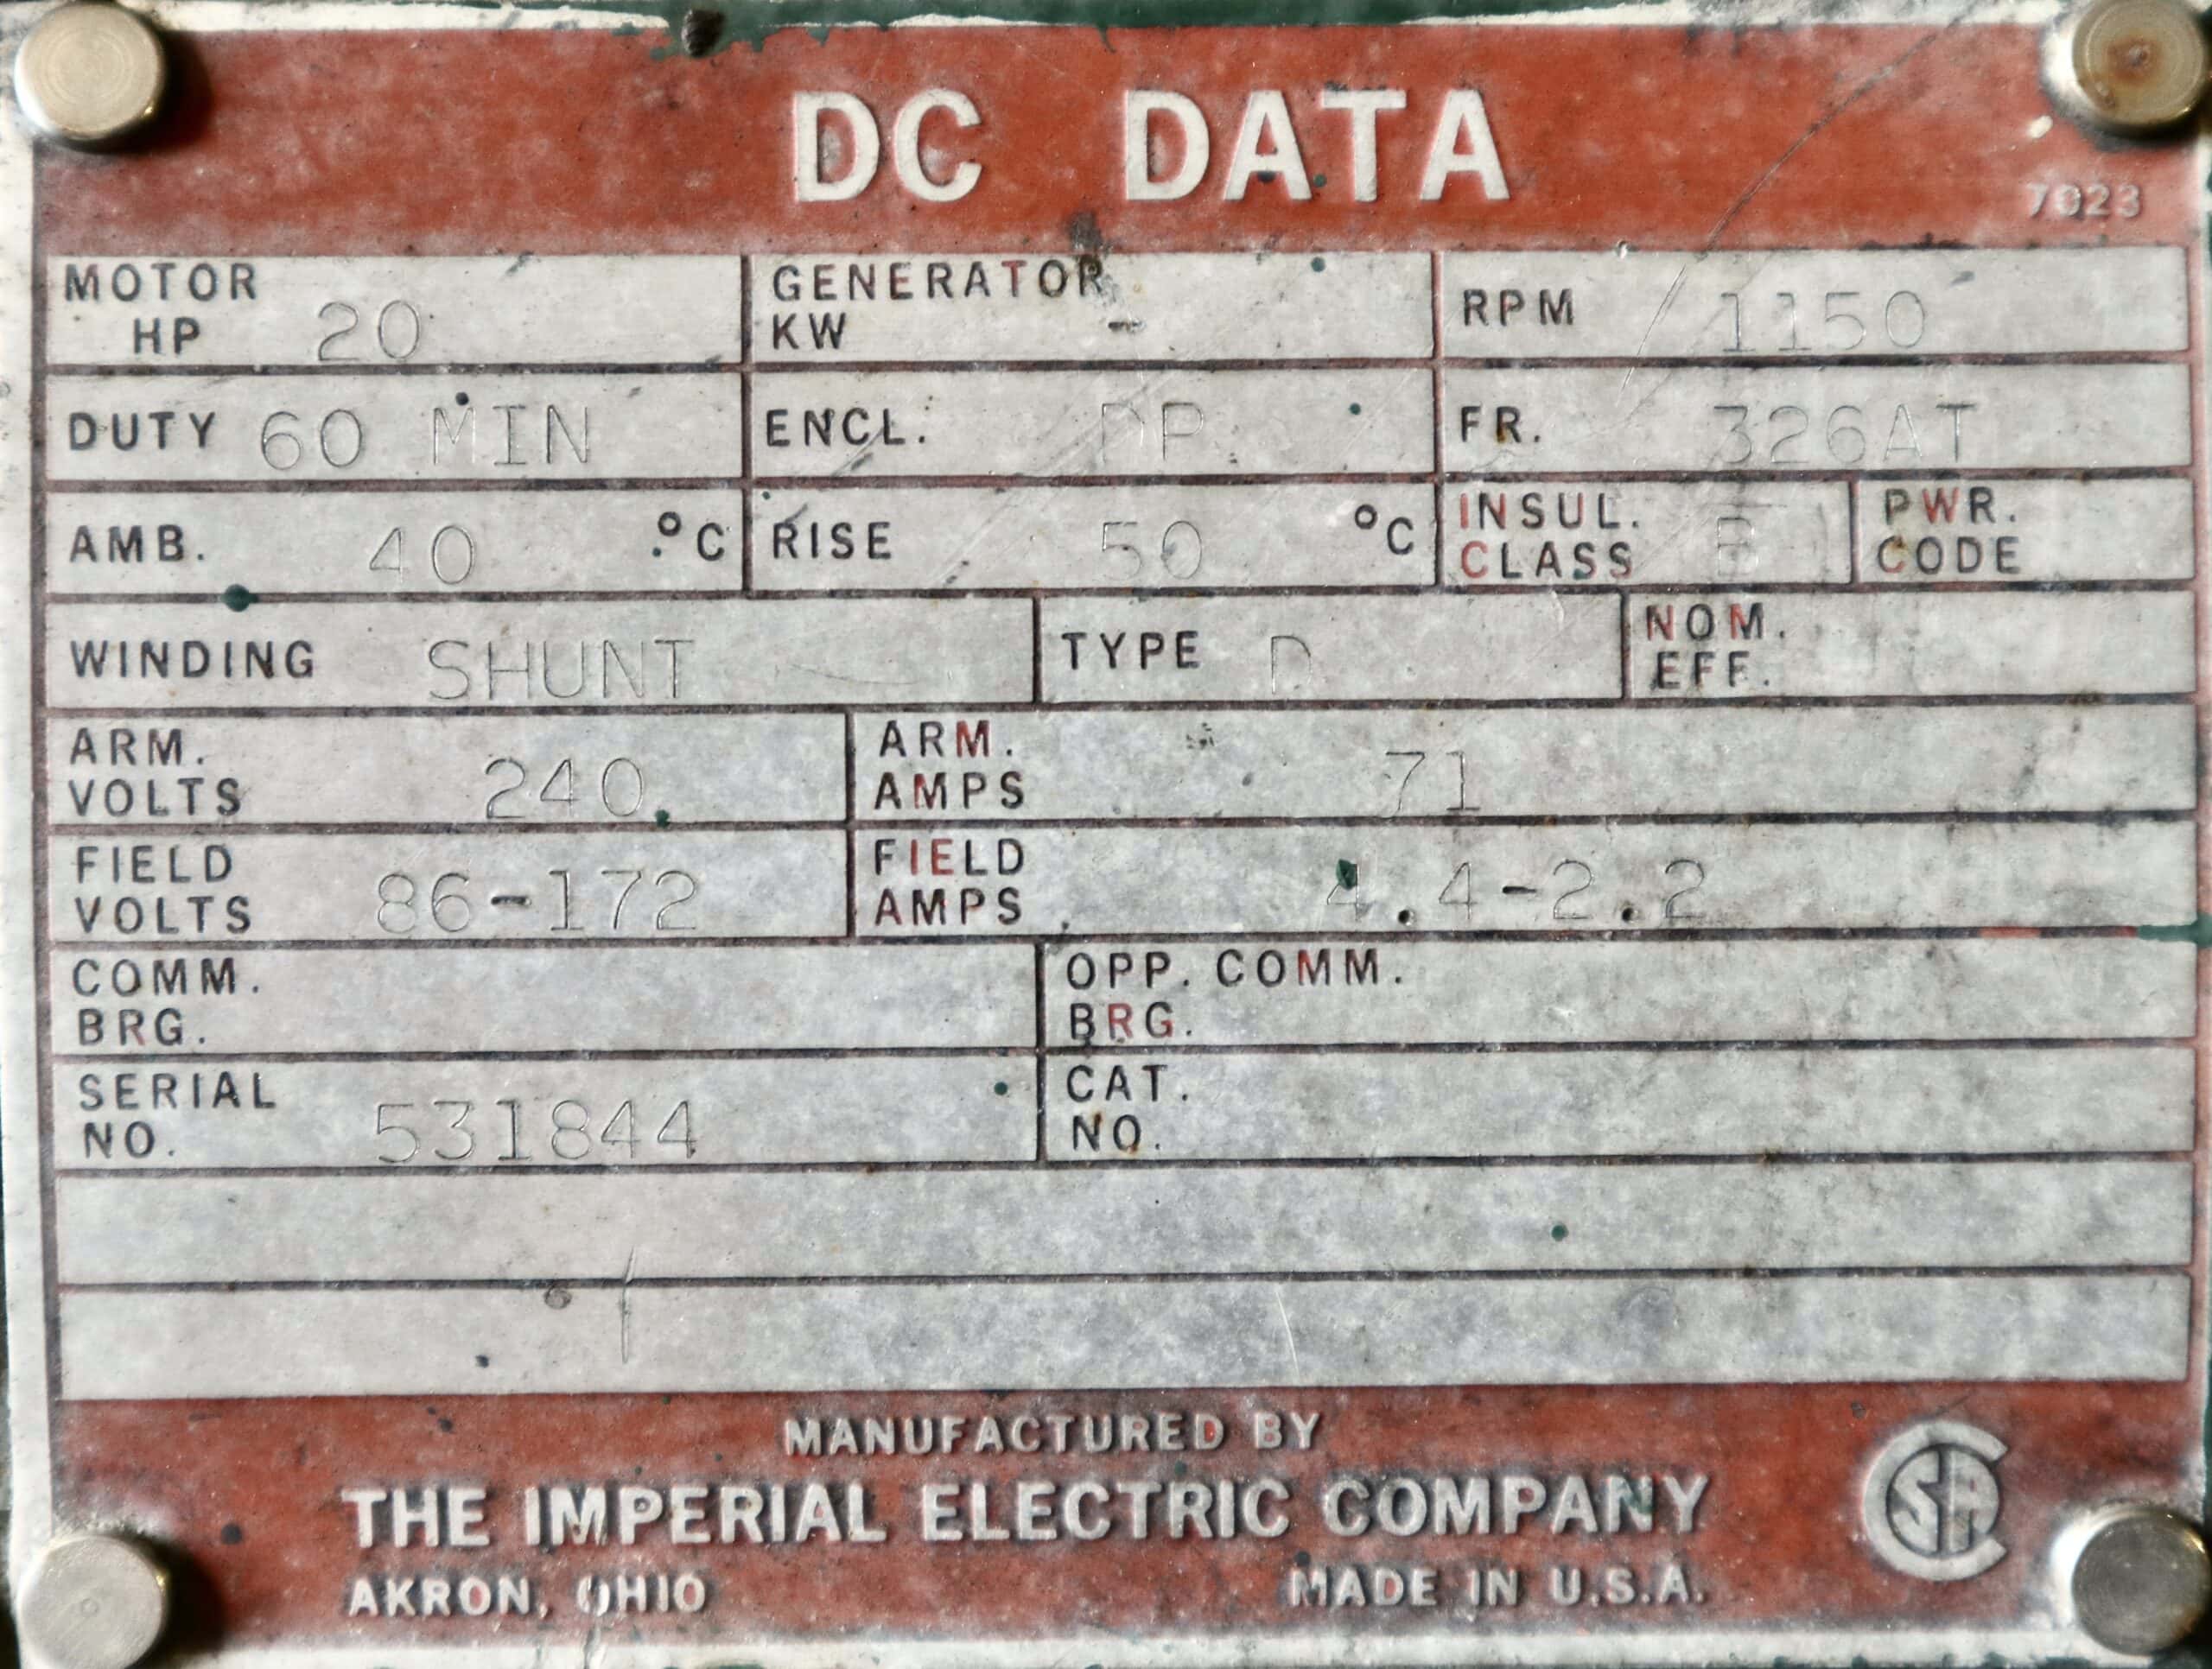 DC DATA
7023
MOTOR HP 20 GENERATOR KW - RPM 1150
DUTY 60 MIN ENCL. DP FR. 326AT
AMB. 40 °C RISE 50 °C INSUL. CLASS B PWR. CODE
WINDING SHUNT TYPE D NOM. EFF.
ARM. VOLTS 240 ARM. AMPS 71
FIELD VOLTS 86-172 FIELD AMPS 4.4-2.2
COMM. BRG. OPP. COMM. BRG.
SERIAL NO. 531844 CAT. NO.
MANUFACTURED BY
THE IMPERIAL ELECTRIC COMPANY
AKRON, OHIO MADE IN U.S.A.
CSA